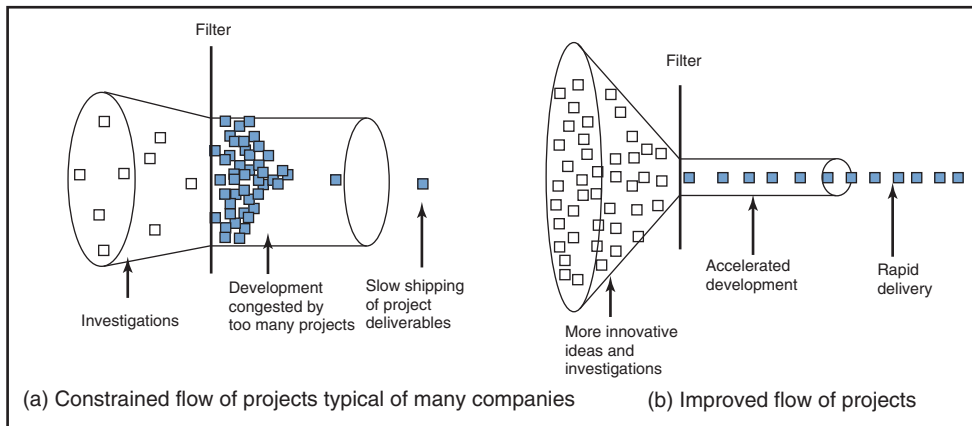 Filter
Investigations
Development
congested by
too many projects
Slow shipping
of project
deliverables
(a) Constrained flow of projects typical of many companies
Filter
More innovative
ideas and
investigations
Accelerated
development
Rapid
delivery
(b) Improved flow of projects